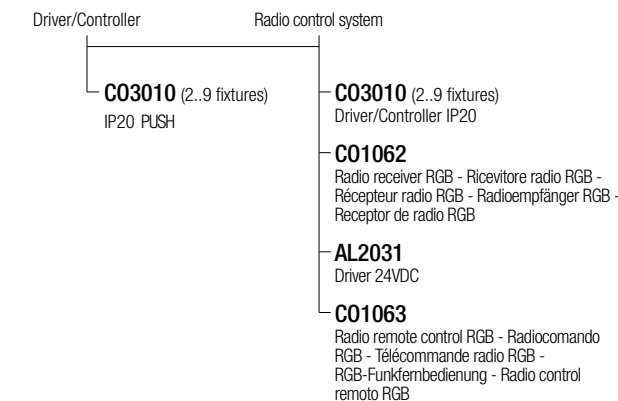 Driver/Controller
Radio control system
CO3010 (2..9 fixtures)
IP20 PUSH
CO3010 (2..9 fixtures)
Driver/Controller IP20
CO1062
Radio receiver RGB - Ricevitore radio RGB -
Récepteur radio RGB - Radioempfänger RGB -
Receptor de radio RGB
AL2031
Driver 24VDC
CO1063
Radio remote control RGB - Radiocomando
RGB - Télécommande radio RGB -
RGB-Funkfernbedienung - Radio control
remoto RGB